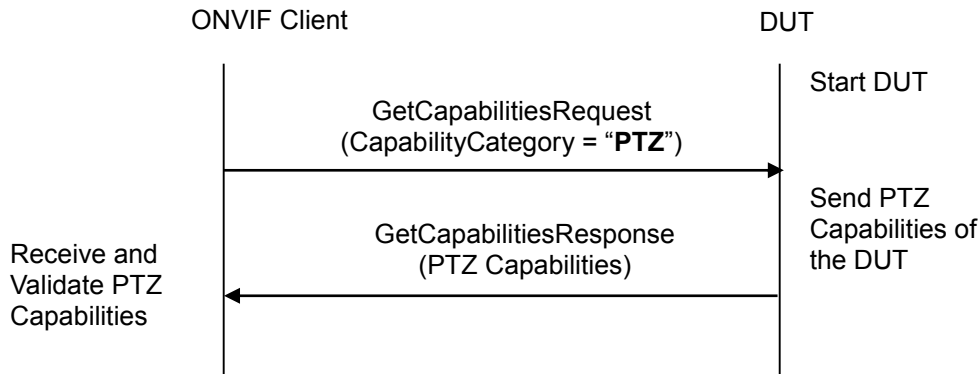 ONVIF Client
DUT
Start DUT
GetCapabilitiesRequest
(CapabilityCategory = “PTZ”)
Send PTZ
Capabilities of
the DUT
GetCapabilitiesResponse
(PTZ Capabilities)
Receive and
Validate PTZ
Capabilities